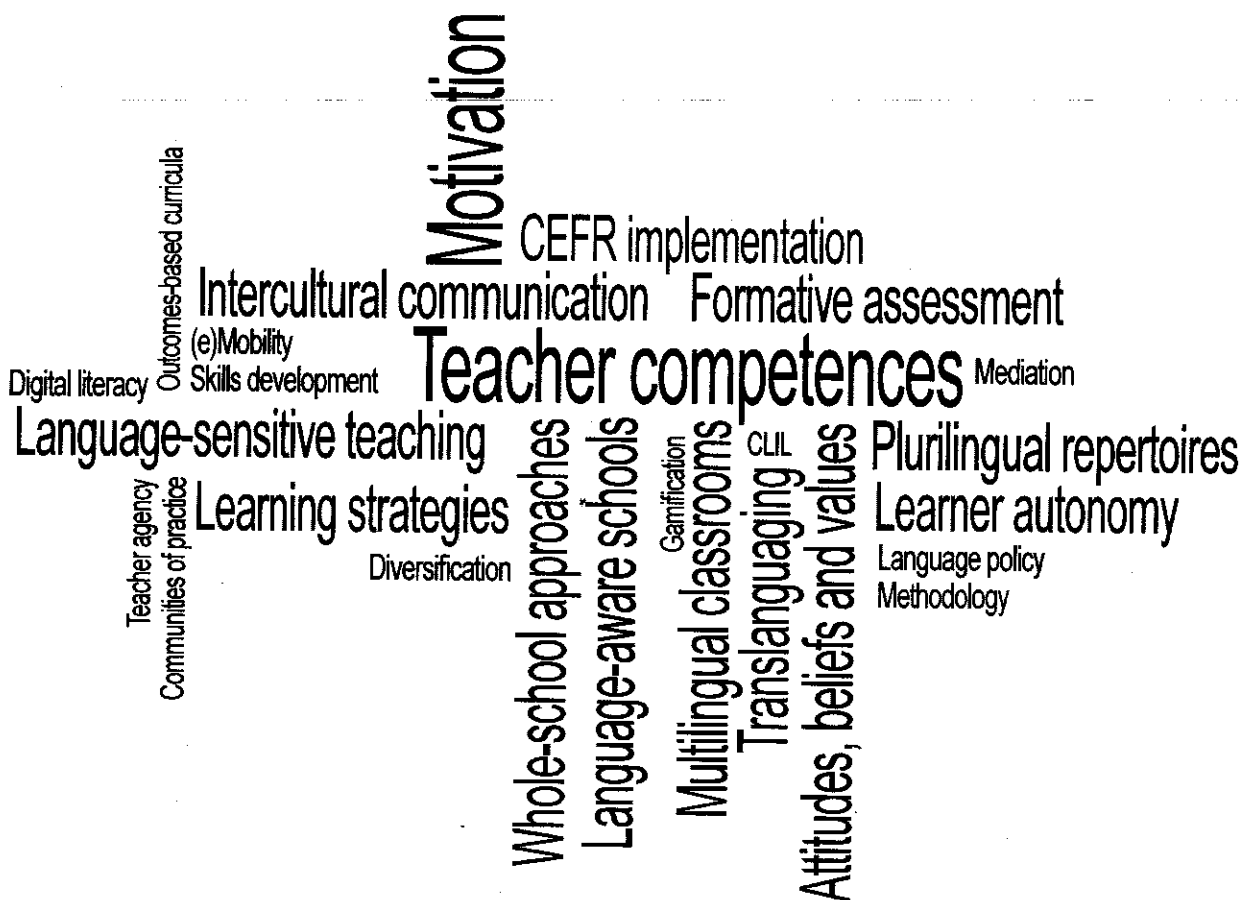 Motivation
CEFR implementation
Outcomes-based curricula
Intercultural communication
Formative assessment
(e)Mobility
Teacher competences
Mediation
Digital literacy
Skills development
Language-sensitive teaching
Whole-school approaches
Language-aware schools
Gamification
Multilingual classrooms
CLIL
Translanguaging
Attitudes, beliefs and values
Plurilingual repertoires
Teacher agency
Communities of practice
Learning strategies
Learner autonomy
Diversification
Language policy
Methodology